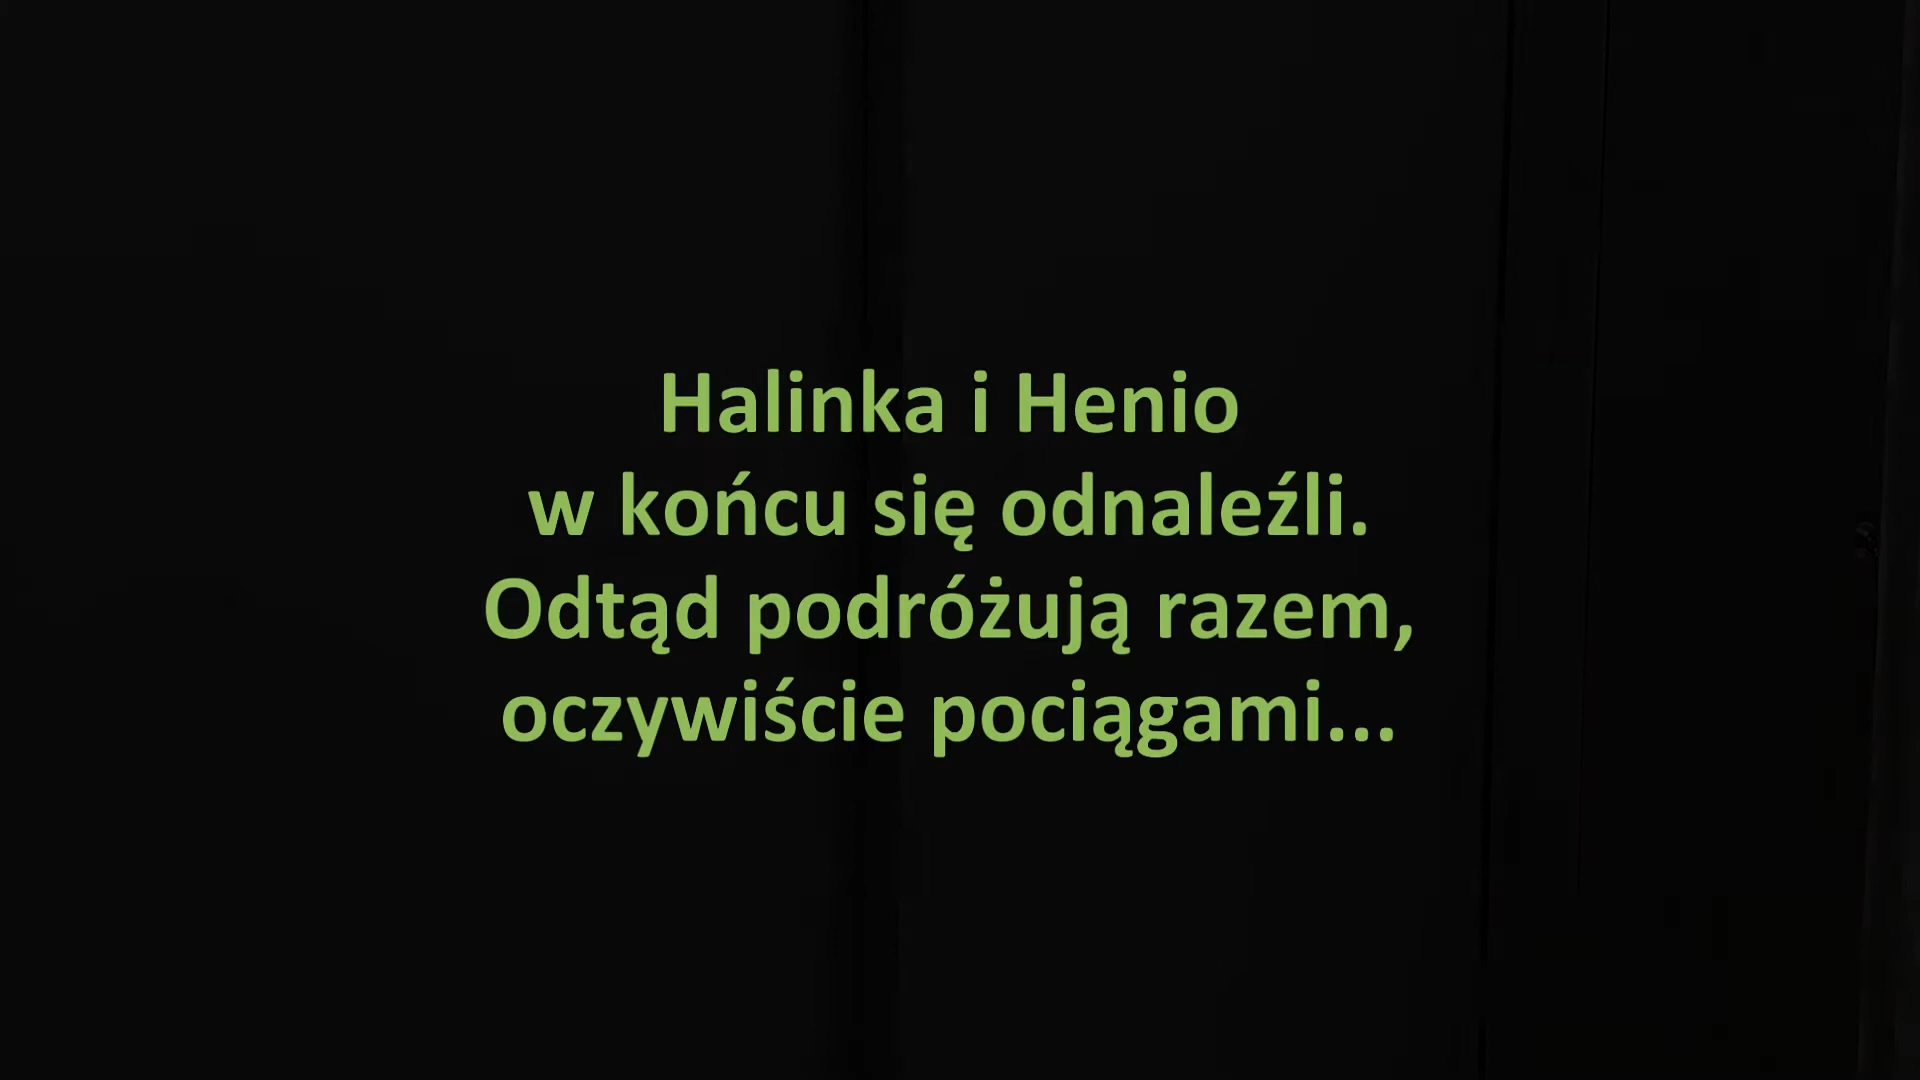 Halinka i Henio
w końcu się odnaleźli.
Odtąd podróżują razem,
oczywiście pociągami...